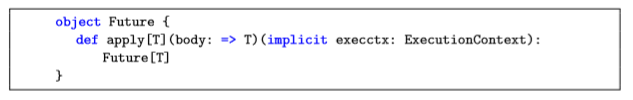 object Future {
def apply[T](body: => T)(implicit execctx: ExecutionContext):
Future[T]
}